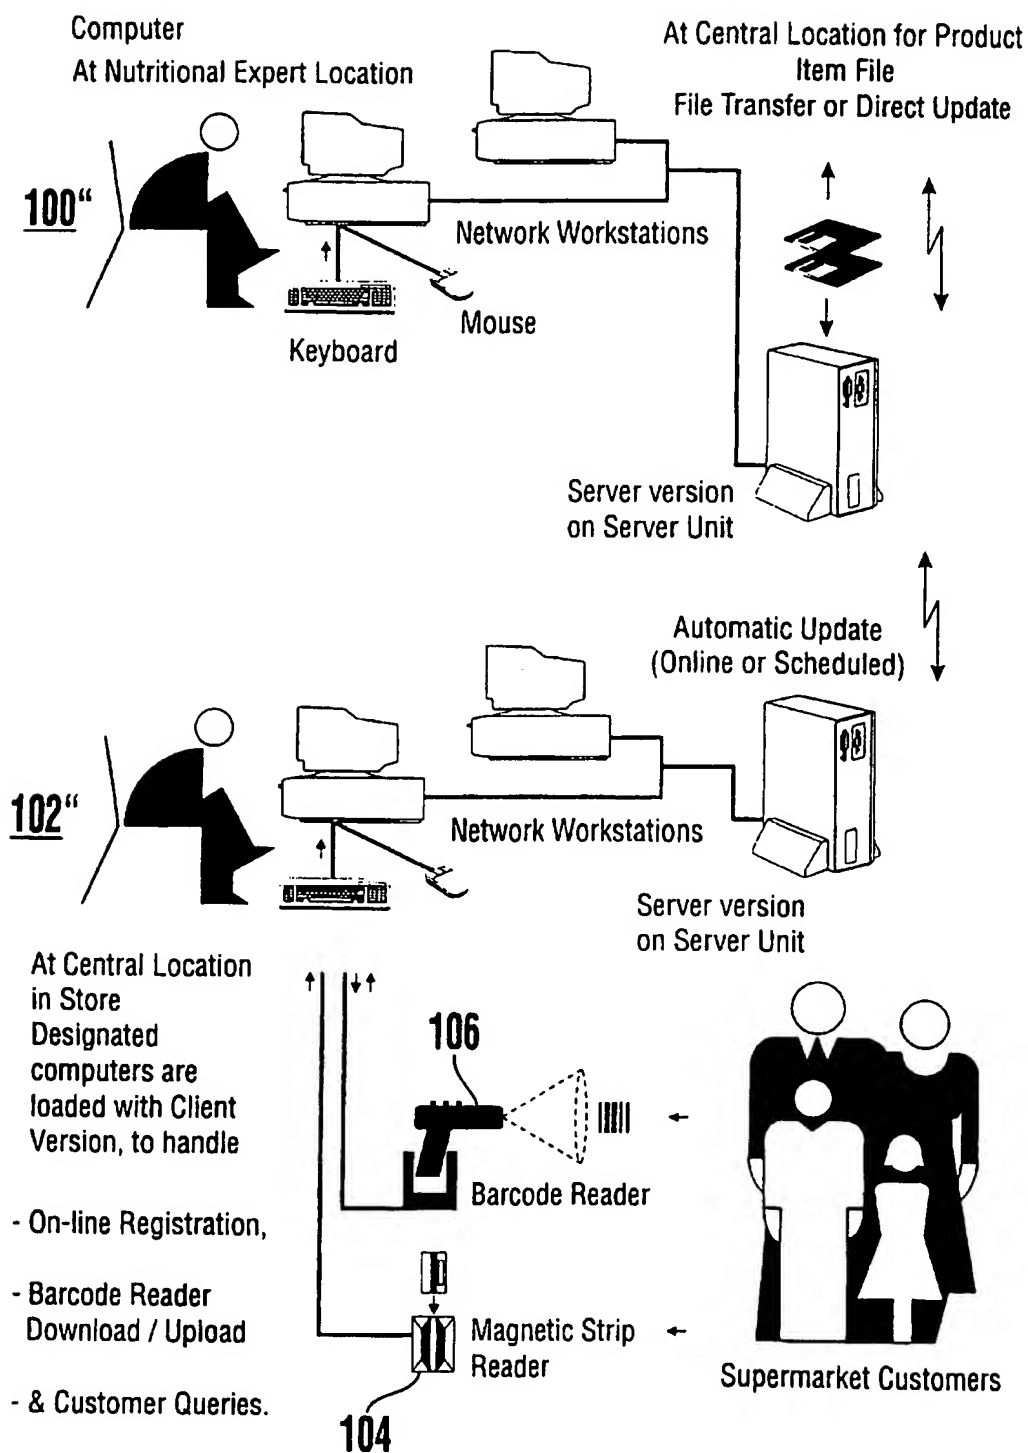 Computer
At Nutritional Expert Location
At Central Location for Product
Item File
File Transfer or Direct Update
100“
Network Workstations
Mouse
Keyboard
Server version
on Server Unit
Automatic Update
(Online or Scheduled)
102“
Network Workstations
Server version
on Server Unit
At Central Location
in Store
Designated
computers are
loaded with Client
Version, to handle
- On-line Registration,
- Barcode Reader
Download / Upload
- & Customer Queries.
106
Barcode Reader
Magnetic Strip
Reader
104
Supermarket Customers